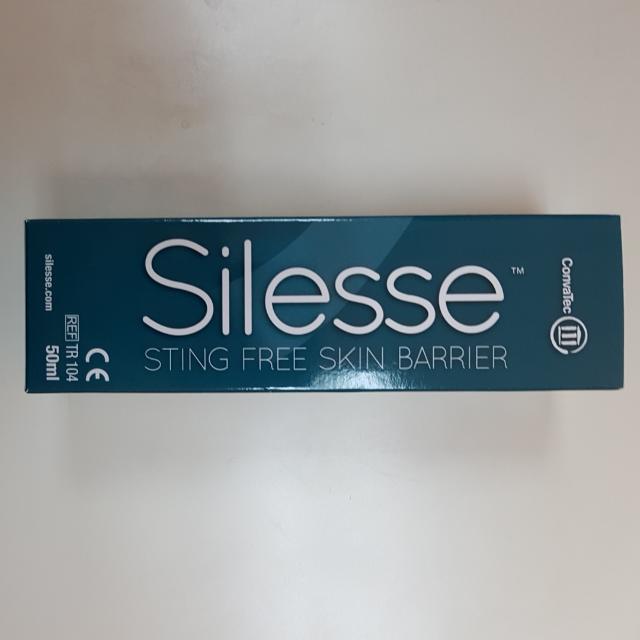 Silesse™
STING FREE SKIN BARRIER
ConvaTec
silesse.com
REF TR 104
50ml
CE